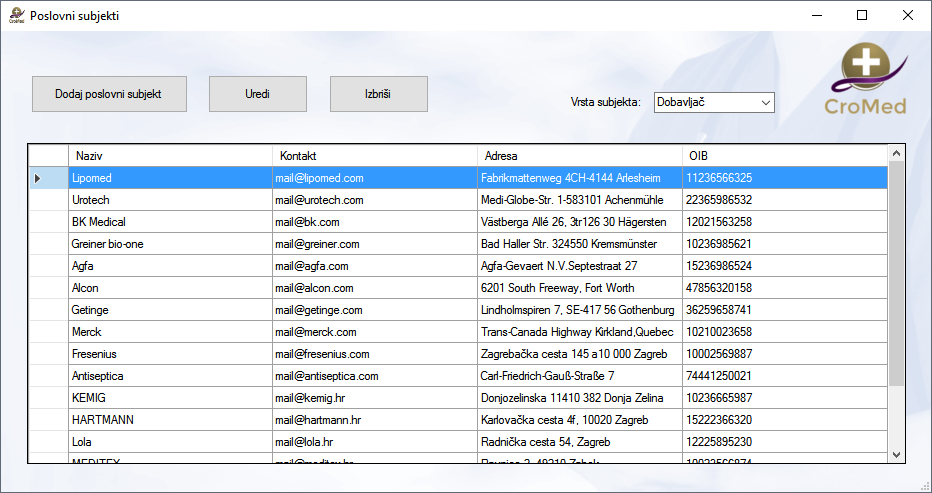 CroMed
Poslovni subjekti
Dodaj poslovni subjekt Uredi Izbriši Vrsta subjekta: Dobavljač
CroMed
Naziv Kontakt Adresa OIB
Lipomed mail@lipomed.com Fabrikmattenweg 4CH-4144 Arlesheim 11236566325
Urotech mail@urotech.com Medi-Globe-Str. 1-583101 Achenmühle 22365986532
BK Medical mail@bk.com Västberga Allé 26, 3tr126 30 Hägersten 12021563258
Greiner bio-one mail@greiner.com Bad Haller Str. 324550 Kremsmünster 10236985621
Agfa mail@agfa.com Agfa-Gevaert N.V.Septestraat 27 15236986524
Alcon mail@alcon.com 6201 South Freeway, Fort Worth 47856320158
Getinge mail@getinge.com Lindholmspiren 7, SE-417 56 Gothenburg 36259658741
Merck mail@merck.com Trans-Canada Highway Kirkland,Quebec 10210023658
Fresenius mail@fresenius.com Zagrebačka cesta 145 a10 000 Zagreb 10002569887
Antiseptica mail@antiseptica.com Carl-Friedrich-Gauß-Straße 7 74441250021
KEMIG mail@kemig.hr Donjozelinska 11410 382 Donja Zelina 10236665987
HARTMANN mail@hartmann.hr Karlovačka cesta 4f, 10020 Zagreb 15222366320
Lola mail@lola.hr Radnička cesta 54, Zagreb 12225895230
MEDITEX mail@meditex.hr